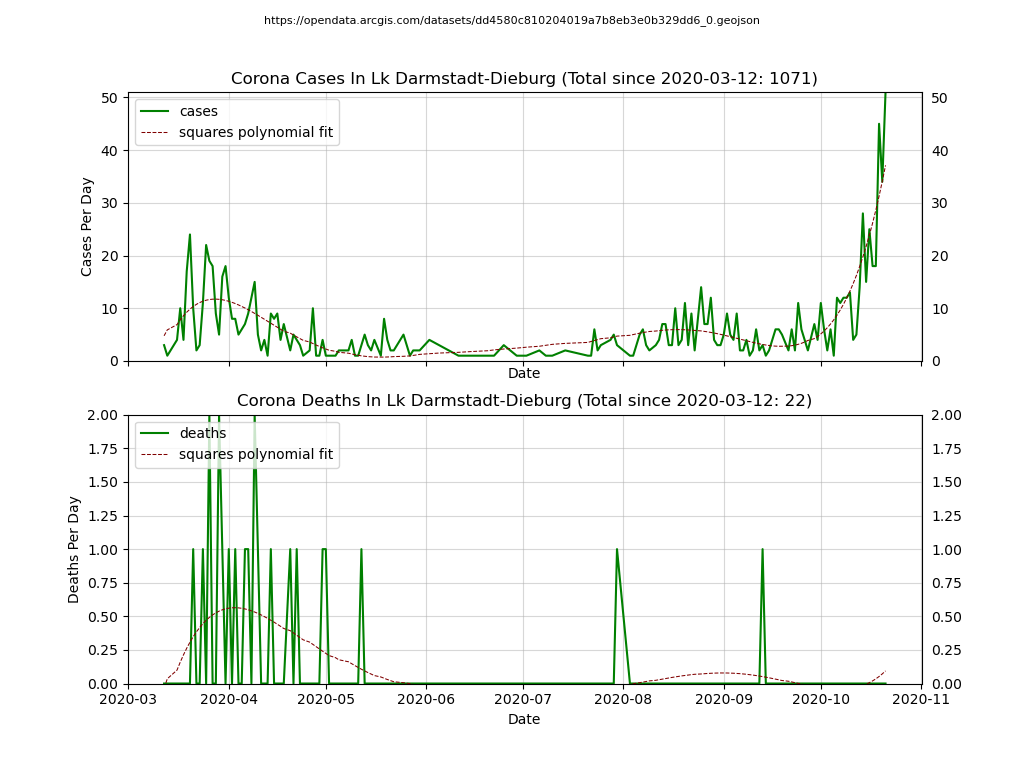 https://opendata.arcgis.com/datasets/dd4580c810204019a7b8eb3e0b329dd6_0.geojson
Corona Cases In Lk Darmstadt-Dieburg (Total since 2020-03-12: 1071)
cases
squares polynomial fit
50 50
40 40
30 30
20 20
10 10
0 0
Cases Per Day
Date
Corona Deaths In Lk Darmstadt-Dieburg (Total since 2020-03-12: 22)
deaths
squares polynomial fit
2.00 2.00
1.75 1.75
1.50 1.50
1.25 1.25
1.00 1.00
0.75 0.75
0.50 0.50
0.25 0.25
0.00 0.00
Deaths Per Day
2020-03 2020-04 2020-05 2020-06 2020-07 2020-08 2020-09 2020-10 2020-11
Date